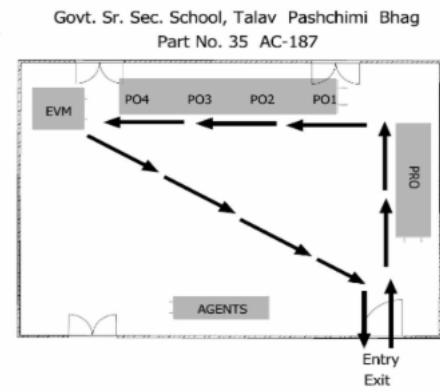 Govt. Sr. Sec. School, Talav Pashchimi Bhag
Part No. 35 AC-187
EVM
PO4 PO3 PO2 PO1
PRO
AGENTS
Entry
Exit